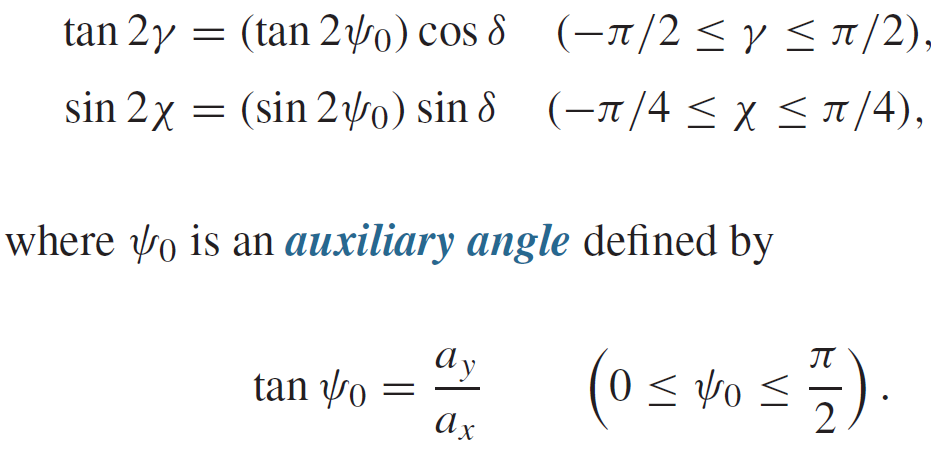 tan 2γ = (tan 2ψ₀) cos δ (−π/2 ≤ γ ≤ π/2),
sin 2χ = (sin 2ψ₀) sin δ (−π/4 ≤ χ ≤ π/4),
where ψ₀ is an auxiliary angle defined by
tan ψ₀ = a_y/a_x (0 ≤ ψ₀ ≤ π/2).